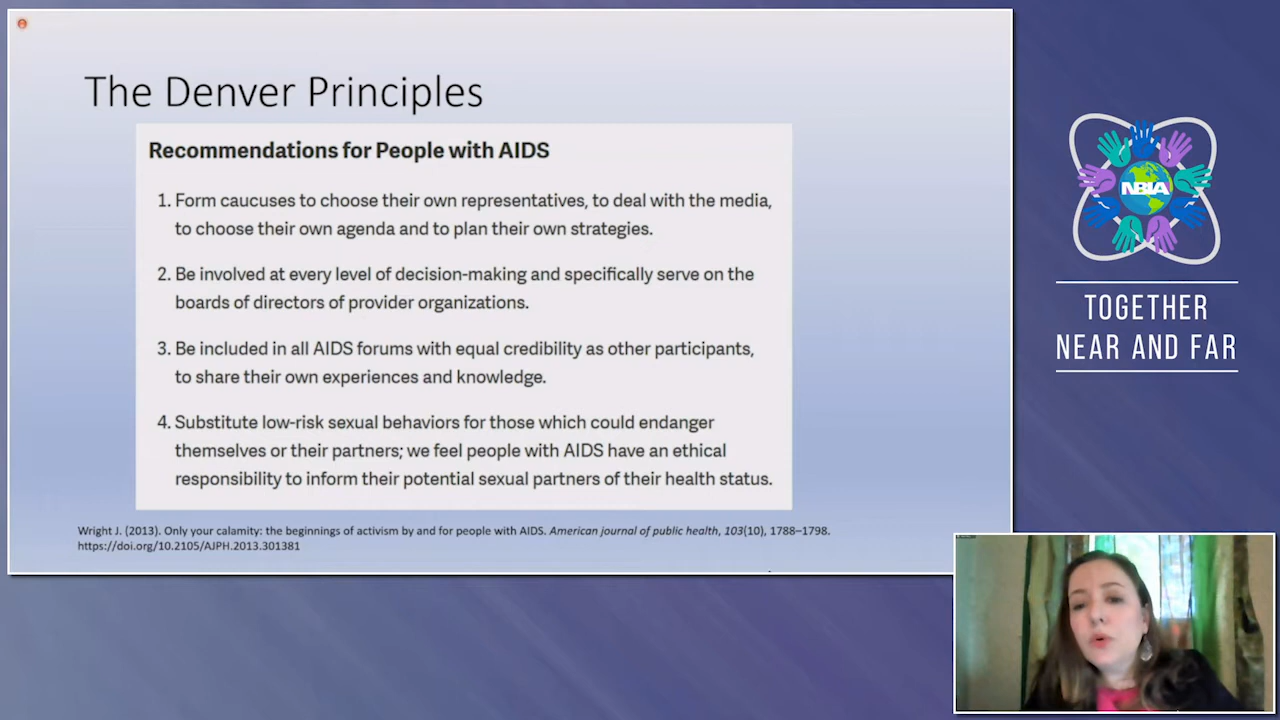 The Denver Principles
Recommendations for People with AIDS
1. Form caucuses to choose their own representatives, to deal with the media,
to choose their own agenda and to plan their own strategies.
2. Be involved at every level of decision-making and specifically serve on the
boards of directors of provider organizations.
3. Be included in all AIDS forums with equal credibility as other participants,
to share their own experiences and knowledge.
4. Substitute low-risk sexual behaviors for those which could endanger
themselves or their partners; we feel people with AIDS have an ethical
responsibility to inform their potential sexual partners of their health status.
Wright J. (2013). Only your calamity: the beginnings of activism by and for people with AIDS. American journal of public health, 103(10), 1788–1798.
https://doi.org/10.2105/AJPH.2013.301381
NBIA
TOGETHER
NEAR AND FAR